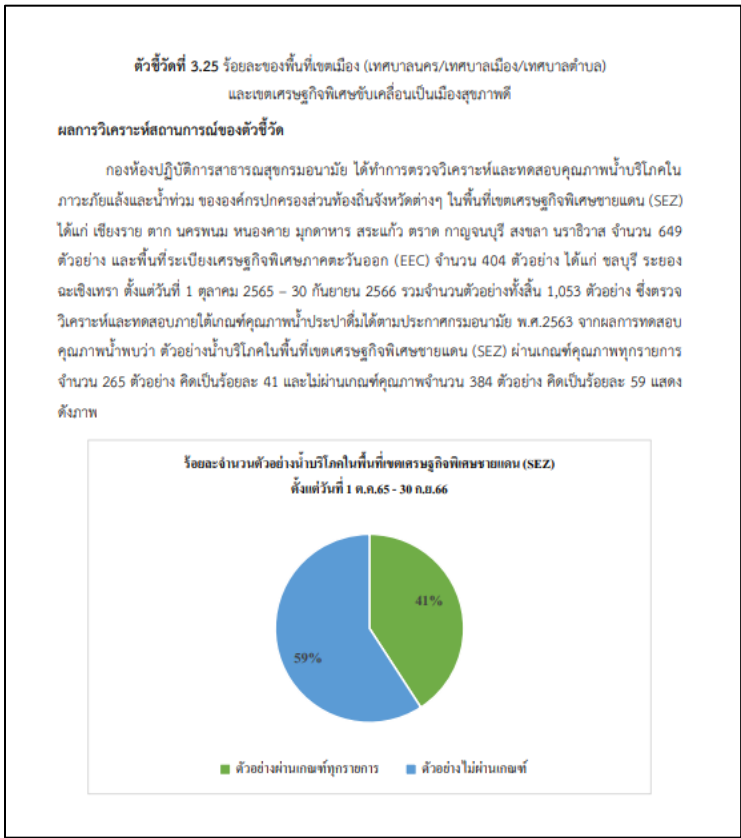 ตัวชี้วัดที่ 3.25 ร้อยละของพื้นที่เขตเมือง (เทศบาลนคร/เทศบาลเมือง/เทศบาลตำบล)
และเขตเศรษฐกิจพิเศษขับเคลื่อนเป็นเมืองสุขภาพดี
ผลการวิเคราะห์สถานการณ์ของตัวชี้วัด
กองห้องปฏิบัติการสาธารณสุขกรมอนามัย ได้ทำการตรวจวิเคราะห์และทดสอบคุณภาพน้ำบริโภคใน
ภาวะภัยแล้งและน้ำท่วม ขององค์กรปกครองส่วนท้องถิ่นจังหวัดต่างๆ ในพื้นที่เขตเศรษฐกิจพิเศษชายแดน (SEZ)
ได้แก่ เชียงราย ตาก นครพนม หนองคาย มุกดาหาร สระแก้ว ตราด กาญจนบุรี สงขลา นราธิวาส จำนวน 649
ตัวอย่าง และพื้นที่ระเบียงเศรษฐกิจพิเศษภาคตะวันออก (EEC) จำนวน 404 ตัวอย่าง ได้แก่ ชลบุรี ระยอง
ฉะเชิงเทรา ตั้งแต่วันที่ 1 ตุลาคม 2565 – 30 กันยายน 2566 รวมจำนวนตัวอย่างทั้งสิ้น 1,053 ตัวอย่าง ซึ่งตรวจ
วิเคราะห์และทดสอบภายใต้เกณฑ์คุณภาพน้ำประปาดื่มได้ตามประกาศกรมอนามัย พ.ศ.2563 จากผลการทดสอบ
คุณภาพน้ำพบว่า ตัวอย่างน้ำบริโภคในพื้นที่เขตเศรษฐกิจพิเศษชายแดน (SEZ) ผ่านเกณฑ์คุณภาพทุกรายการ
จำนวน 265 ตัวอย่าง คิดเป็นร้อยละ 41 และไม่ผ่านเกณฑ์คุณภาพจำนวน 384 ตัวอย่าง คิดเป็นร้อยละ 59 แสดง
ดังภาพ
ร้อยละจำนวนตัวอย่างน้ำบริโภคในพื้นที่เขตเศรษฐกิจพิเศษชายแดน (SEZ)
ตั้งแต่วันที่ 1 ต.ค.65 - 30 ก.ย.66
41%
59%
ตัวอย่างผ่านเกณฑ์ทุกรายการ ตัวอย่างไม่ผ่านเกณฑ์